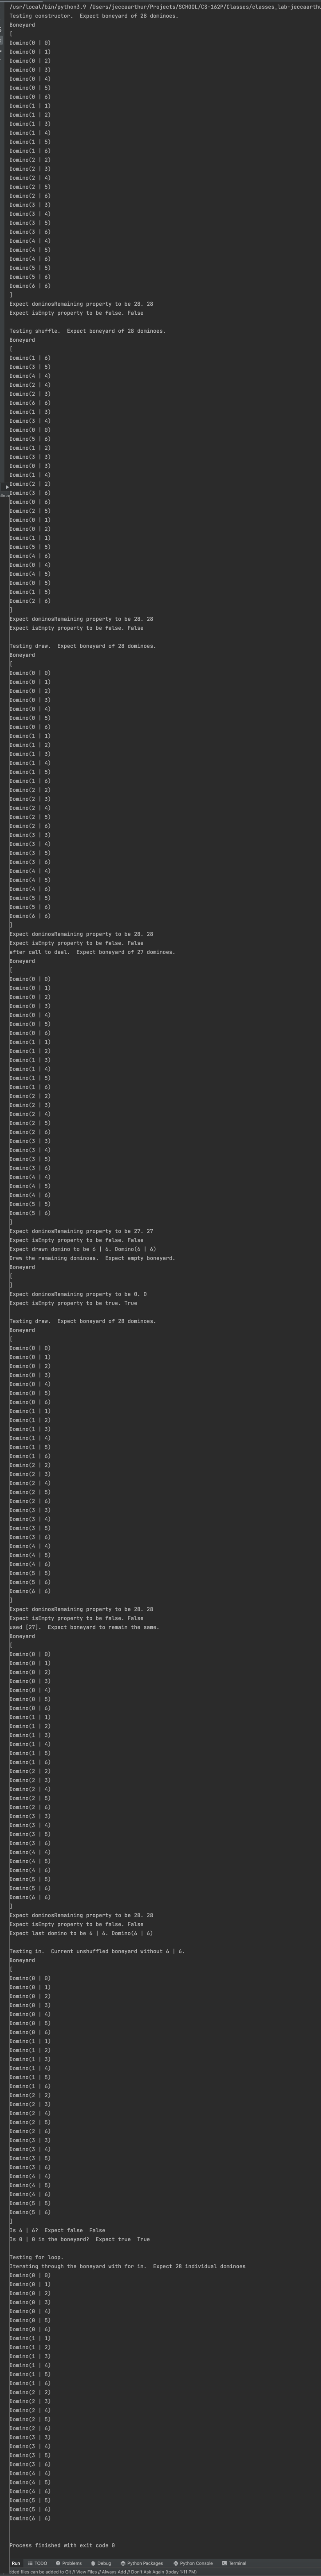 /usr/local/bin/python3.9 /Users/jeccaarthur/Projects/SCHOOL/CS-162P/Classes/classes_lab-jeccaarthu
Testing constructor.  Expect boneyard of 28 dominoes.
Boneyard
[
Domino(0 | 0)
Domino(0 | 1)
Domino(0 | 2)
Domino(0 | 3)
Domino(0 | 4)
Domino(0 | 5)
Domino(0 | 6)
Domino(1 | 1)
Domino(1 | 2)
Domino(1 | 3)
Domino(1 | 4)
Domino(1 | 5)
Domino(1 | 6)
Domino(2 | 2)
Domino(2 | 3)
Domino(2 | 4)
Domino(2 | 5)
Domino(2 | 6)
Domino(3 | 3)
Domino(3 | 4)
Domino(3 | 5)
Domino(3 | 6)
Domino(4 | 4)
Domino(4 | 5)
Domino(4 | 6)
Domino(5 | 5)
Domino(5 | 6)
Domino(6 | 6)
]
Expect dominosRemaining property to be 28. 28
Expect isEmpty property to be false. False

Testing shuffle.  Expect boneyard of 28 dominoes.
Boneyard
[
Domino(1 | 6)
Domino(3 | 5)
Domino(4 | 4)
Domino(2 | 4)
Domino(2 | 3)
Domino(6 | 6)
Domino(1 | 3)
Domino(3 | 4)
Domino(0 | 0)
Domino(5 | 6)
Domino(1 | 2)
Domino(3 | 3)
Domino(0 | 3)
Domino(1 | 4)
Domino(2 | 2)
Domino(3 | 6)
Domino(0 | 6)
Domino(2 | 5)
Domino(0 | 1)
Domino(0 | 2)
Domino(1 | 1)
Domino(5 | 5)
Domino(4 | 6)
Domino(0 | 4)
Domino(4 | 5)
Domino(0 | 5)
Domino(1 | 5)
Domino(2 | 6)
]
Expect dominosRemaining property to be 28. 28
Expect isEmpty property to be false. False

Testing draw.  Expect boneyard of 28 dominoes.
Boneyard
[
Domino(0 | 0)
Domino(0 | 1)
Domino(0 | 2)
Domino(0 | 3)
Domino(0 | 4)
Domino(0 | 5)
Domino(0 | 6)
Domino(1 | 1)
Domino(1 | 2)
Domino(1 | 3)
Domino(1 | 4)
Domino(1 | 5)
Domino(1 | 6)
Domino(2 | 2)
Domino(2 | 3)
Domino(2 | 4)
Domino(2 | 5)
Domino(2 | 6)
Domino(3 | 3)
Domino(3 | 4)
Domino(3 | 5)
Domino(3 | 6)
Domino(4 | 4)
Domino(4 | 5)
Domino(4 | 6)
Domino(5 | 5)
Domino(5 | 6)
Domino(6 | 6)
]
Expect dominosRemaining property to be 28. 28
Expect isEmpty property to be false. False
after call to deal.  Expect boneyard of 27 dominoes.
Boneyard
[
Domino(0 | 0)
Domino(0 | 1)
Domino(0 | 2)
Domino(0 | 3)
Domino(0 | 4)
Domino(0 | 5)
Domino(0 | 6)
Domino(1 | 1)
Domino(1 | 2)
Domino(1 | 3)
Domino(1 | 4)
Domino(1 | 5)
Domino(1 | 6)
Domino(2 | 2)
Domino(2 | 3)
Domino(2 | 4)
Domino(2 | 5)
Domino(2 | 6)
Domino(3 | 3)
Domino(3 | 4)
Domino(3 | 5)
Domino(3 | 6)
Domino(4 | 4)
Domino(4 | 5)
Domino(4 | 6)
Domino(5 | 5)
Domino(5 | 6)
]
Expect dominosRemaining property to be 27. 27
Expect isEmpty property to be false. False
Expect drawn domino to be 6 | 6. Domino(6 | 6)
Drew the remaining dominoes.  Expect empty boneyard.
Boneyard
[
]
Expect dominosRemaining property to be 0. 0
Expect isEmpty property to be true. True

Testing draw.  Expect boneyard of 28 dominoes.
Boneyard
[
Domino(0 | 0)
Domino(0 | 1)
Domino(0 | 2)
Domino(0 | 3)
Domino(0 | 4)
Domino(0 | 5)
Domino(0 | 6)
Domino(1 | 1)
Domino(1 | 2)
Domino(1 | 3)
Domino(1 | 4)
Domino(1 | 5)
Domino(1 | 6)
Domino(2 | 2)
Domino(2 | 3)
Domino(2 | 4)
Domino(2 | 5)
Domino(2 | 6)
Domino(3 | 3)
Domino(3 | 4)
Domino(3 | 5)
Domino(3 | 6)
Domino(4 | 4)
Domino(4 | 5)
Domino(4 | 6)
Domino(5 | 5)
Domino(5 | 6)
Domino(6 | 6)
]
Expect dominosRemaining property to be 28. 28
Expect isEmpty property to be false. False
used [27].  Expect boneyard to remain the same.
Boneyard
[
Domino(0 | 0)
Domino(0 | 1)
Domino(0 | 2)
Domino(0 | 3)
Domino(0 | 4)
Domino(0 | 5)
Domino(0 | 6)
Domino(1 | 1)
Domino(1 | 2)
Domino(1 | 3)
Domino(1 | 4)
Domino(1 | 5)
Domino(1 | 6)
Domino(2 | 2)
Domino(2 | 3)
Domino(2 | 4)
Domino(2 | 5)
Domino(2 | 6)
Domino(3 | 3)
Domino(3 | 4)
Domino(3 | 5)
Domino(3 | 6)
Domino(4 | 4)
Domino(4 | 5)
Domino(4 | 6)
Domino(5 | 5)
Domino(5 | 6)
Domino(6 | 6)
]
Expect dominosRemaining property to be 28. 28
Expect isEmpty property to be false. False
Expect last domino to be 6 | 6. Domino(6 | 6)

Testing in.  Current unshuffled boneyard without 6 | 6.
Boneyard
[
Domino(0 | 0)
Domino(0 | 1)
Domino(0 | 2)
Domino(0 | 3)
Domino(0 | 4)
Domino(0 | 5)
Domino(0 | 6)
Domino(1 | 1)
Domino(1 | 2)
Domino(1 | 3)
Domino(1 | 4)
Domino(1 | 5)
Domino(1 | 6)
Domino(2 | 2)
Domino(2 | 3)
Domino(2 | 4)
Domino(2 | 5)
Domino(2 | 6)
Domino(3 | 3)
Domino(3 | 4)
Domino(3 | 5)
Domino(3 | 6)
Domino(4 | 4)
Domino(4 | 5)
Domino(4 | 6)
Domino(5 | 5)
Domino(5 | 6)
]
Is 6 | 6?  Expect false  False
Is 0 | 0 in the boneyard?  Expect true  True

Testing for loop.
Iterating through the boneyard with for in.  Expect 28 individual dominoes
Domino(0 | 0)
Domino(0 | 1)
Domino(0 | 2)
Domino(0 | 3)
Domino(0 | 4)
Domino(0 | 5)
Domino(0 | 6)
Domino(1 | 1)
Domino(1 | 2)
Domino(1 | 3)
Domino(1 | 4)
Domino(1 | 5)
Domino(1 | 6)
Domino(2 | 2)
Domino(2 | 3)
Domino(2 | 4)
Domino(2 | 5)
Domino(2 | 6)
Domino(3 | 3)
Domino(3 | 4)
Domino(3 | 5)
Domino(3 | 6)
Domino(4 | 4)
Domino(4 | 5)
Domino(4 | 6)
Domino(5 | 5)
Domino(5 | 6)
Domino(6 | 6)

Process finished with exit code 0
Run TODO Problems Debug Python Packages Python Console Terminal
files can be added to Git // View Files // Always Add // Don't Ask Again (today 1:11 PM)